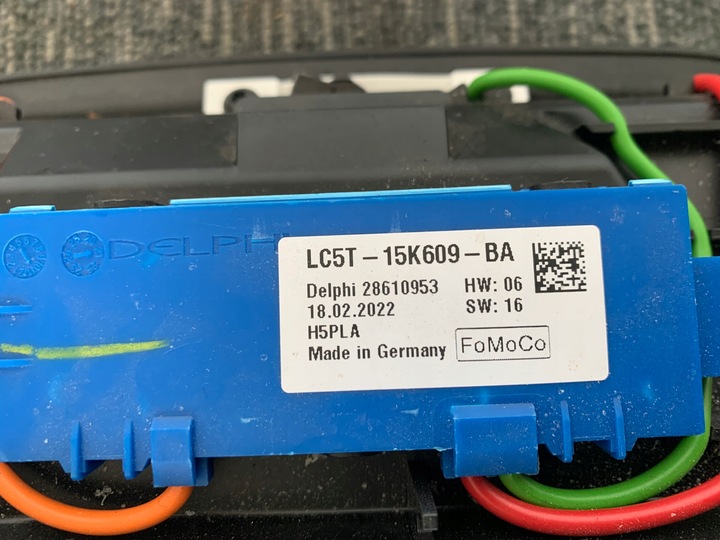 DELPHI
LC5T-15K609-BA
Delphi 28610953 HW: 06
18.02.2022 SW: 16
H5PLA
Made in Germany FoMoCo